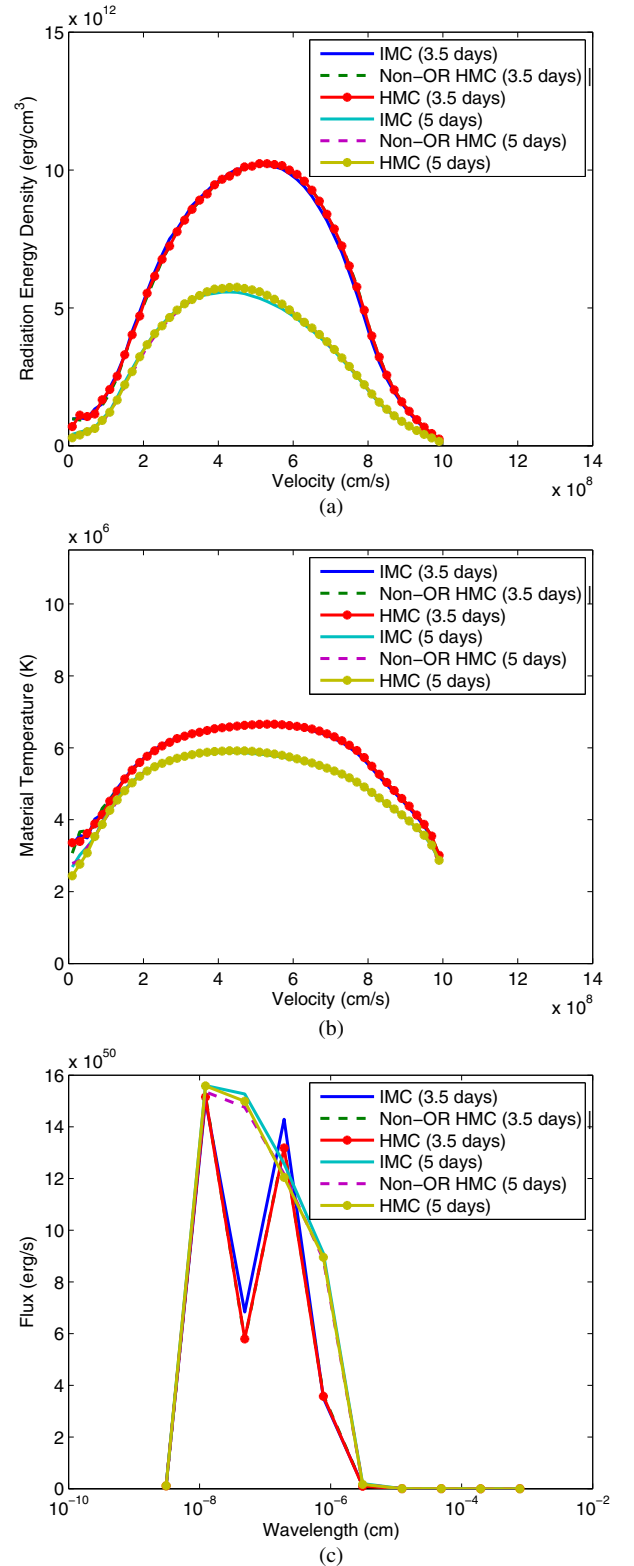 x 10^12
15
10
5
0
Radiation Energy Density (erg/cm^3)
IMC (3.5 days)
Non−OR HMC (3.5 days) |
HMC (3.5 days)
IMC (5 days)
Non−OR HMC (5 days)
HMC (5 days)
0 2 4 6 8 10 12 14
Velocity (cm/s)
x 10^8
(a)
x 10^6
10
8
6
4
2
0
Material Temperature (K)
IMC (3.5 days)
Non−OR HMC (3.5 days) |
HMC (3.5 days)
IMC (5 days)
Non−OR HMC (5 days)
HMC (5 days)
0 2 4 6 8 10 12 14
Velocity (cm/s)
x 10^8
(b)
x 10^50
16
14
12
10
8
6
4
2
0
Flux (erg/s)
IMC (3.5 days)
Non−OR HMC (3.5 days) |
HMC (3.5 days)
IMC (5 days)
Non−OR HMC (5 days)
HMC (5 days)
10^−10 10^−8 10^−6 10^−4 10^−2
Wavelength (cm)
(c)